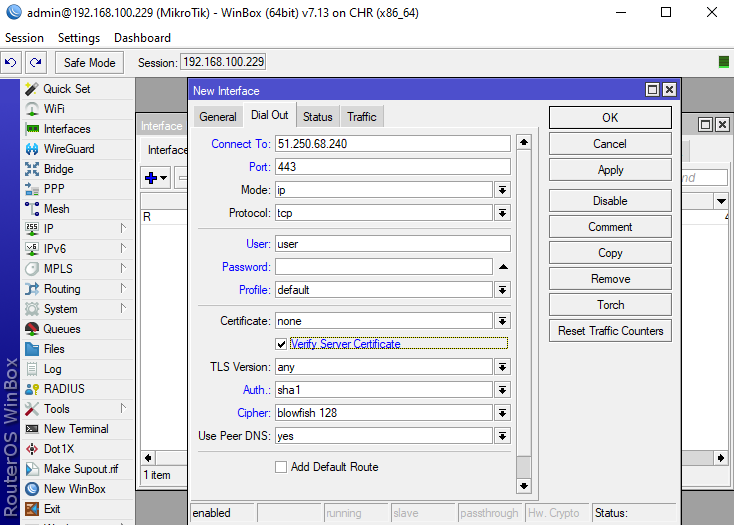 admin@192.168.100.229 (MikroTik) - WinBox (64bit) v7.13 on CHR (x86_64)
Session Settings Dashboard
Safe Mode Session: 192.168.100.229
Quick Set
WiFi
Interfaces
WireGuard
Bridge
PPP
Mesh
IP
IPv6
MPLS
Routing
System
Queues
Files
Log
RADIUS
Tools
New Terminal
Dot1X
Make Supout.rif
New WinBox
Exit
RouterOS WinBox
Interface
Interface
R
1 item
New Interface
General Dial Out Status Traffic
Connect To: 51.250.68.240
Port: 443
Mode: ip
Protocol: tcp
User: user
Password:
Profile: default
Certificate: none
Verify Server Certificate
TLS Version: any
Auth.: sha1
Cipher: blowfish 128
Use Peer DNS: yes
Add Default Route
OK
Cancel
Apply
Disable
Comment
Copy
Remove
Torch
Reset Traffic Counters
enabled running slave passthrough Hw. Crypto Status: